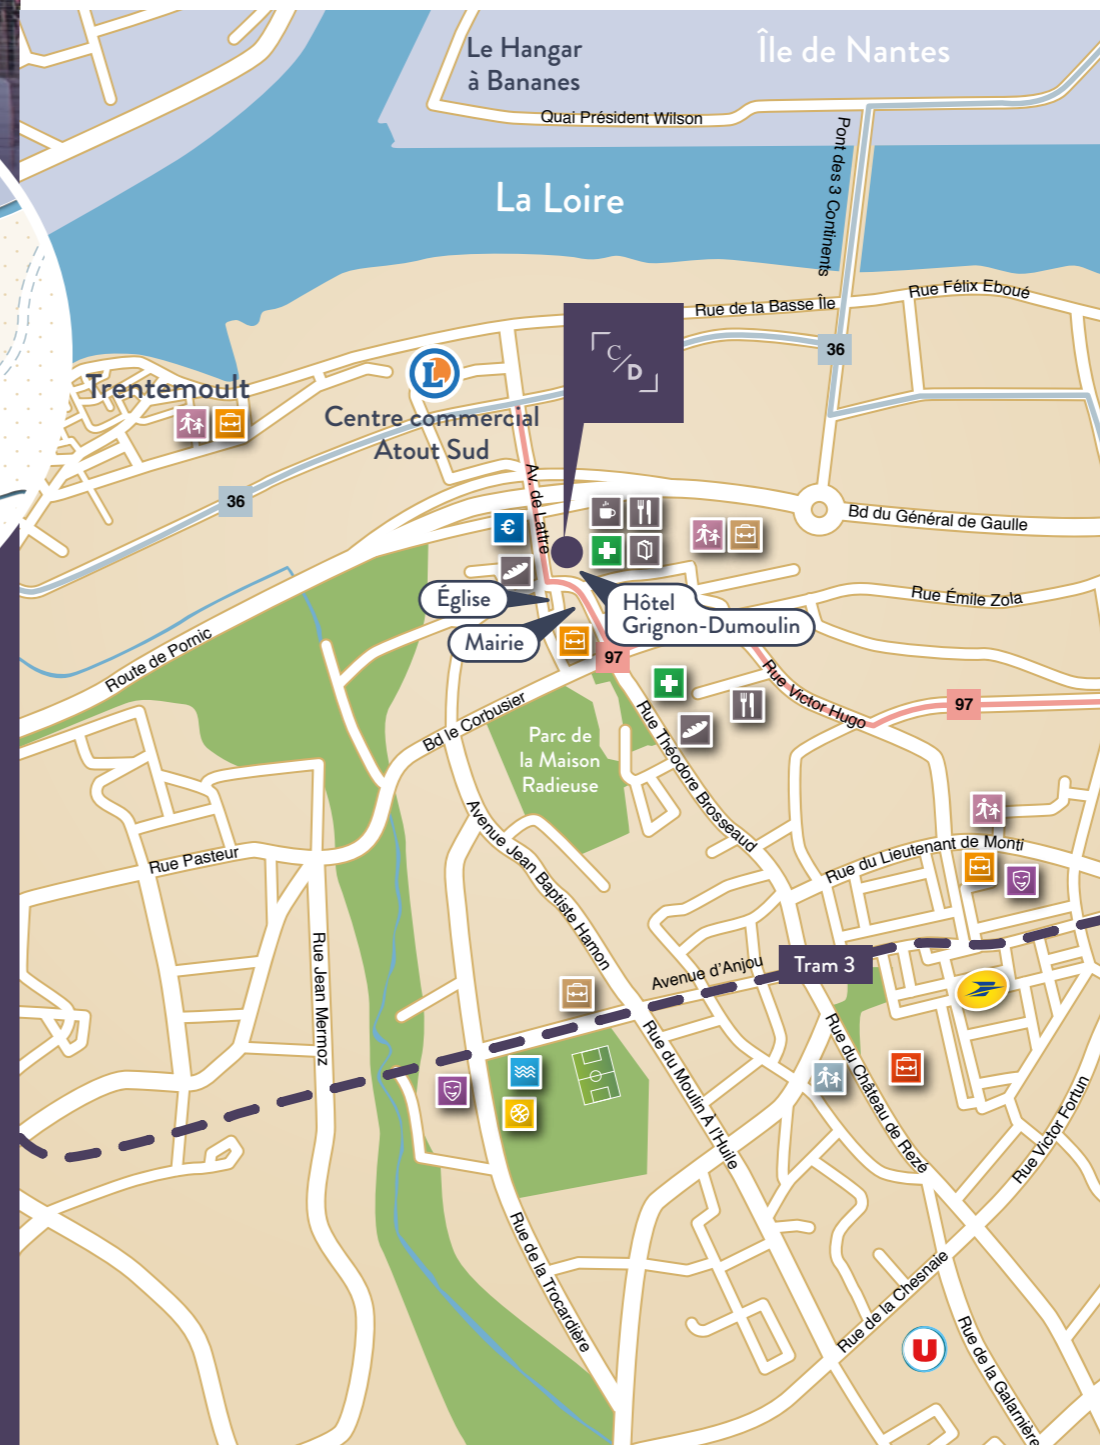 Le Hangar
à Bananes
Île de Nantes
Quai Président Wilson
Pont des 3 Continents
La Loire
Rue de la Basse Île
Rue Félix Eboué
C/D
36
Trentemoult
L
Centre commercial
Atout Sud
36
Av. de Lattre
Bd du Général de Gaulle
€
Église
Mairie
Hôtel
Grignon-Dumoulin
Rue Émile Zola
Route de Pornic
97
Rue Victor Hugo
97
Bd le Corbusier
Parc de
la Maison
Radieuse
Rue Théodore Brosseaud
Avenue Jean Baptiste Hamon
Rue Pasteur
Rue du Lieutenant de Monti
Rue Jean Mermoz
Avenue d'Anjou
Tram 3
Rue du Moulin À l'Huile
Rue du Château de Rezé
Rue Victor Fortun
Rue de la Trocardière
Rue de la Chesnaie
U
Rue de la Galarnière